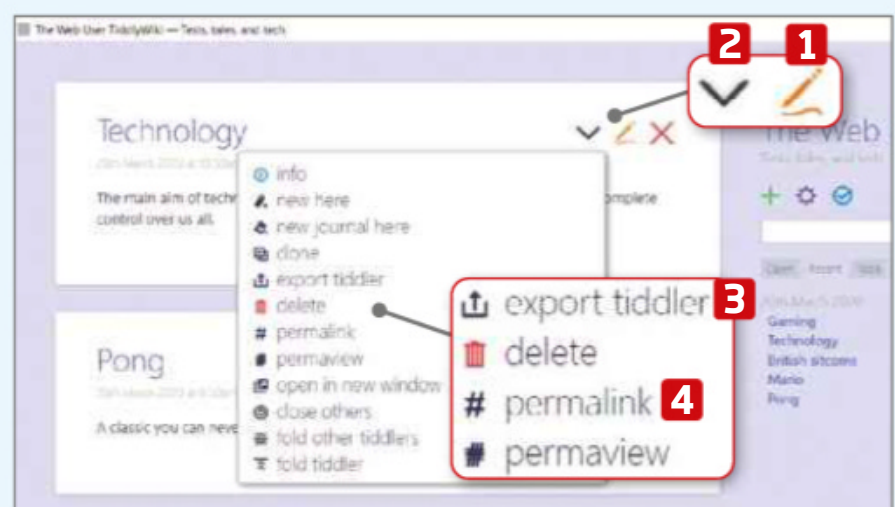 The Web User TiddlyWiki — Tests, tales, and tech
2 1
Technology
The Web
The main aim of techn
omplete
control over us all.
info
new here
new journal here
clone
export tiddler
delete
permalink
permaview
open in new window
close others
fold other tiddlers
fold tiddler
export tiddler 3
delete
permalink 4
permaview
Open Recent
Gaming
Technology
British sitcoms
Mario
Pong
Pong
A classic you can neve